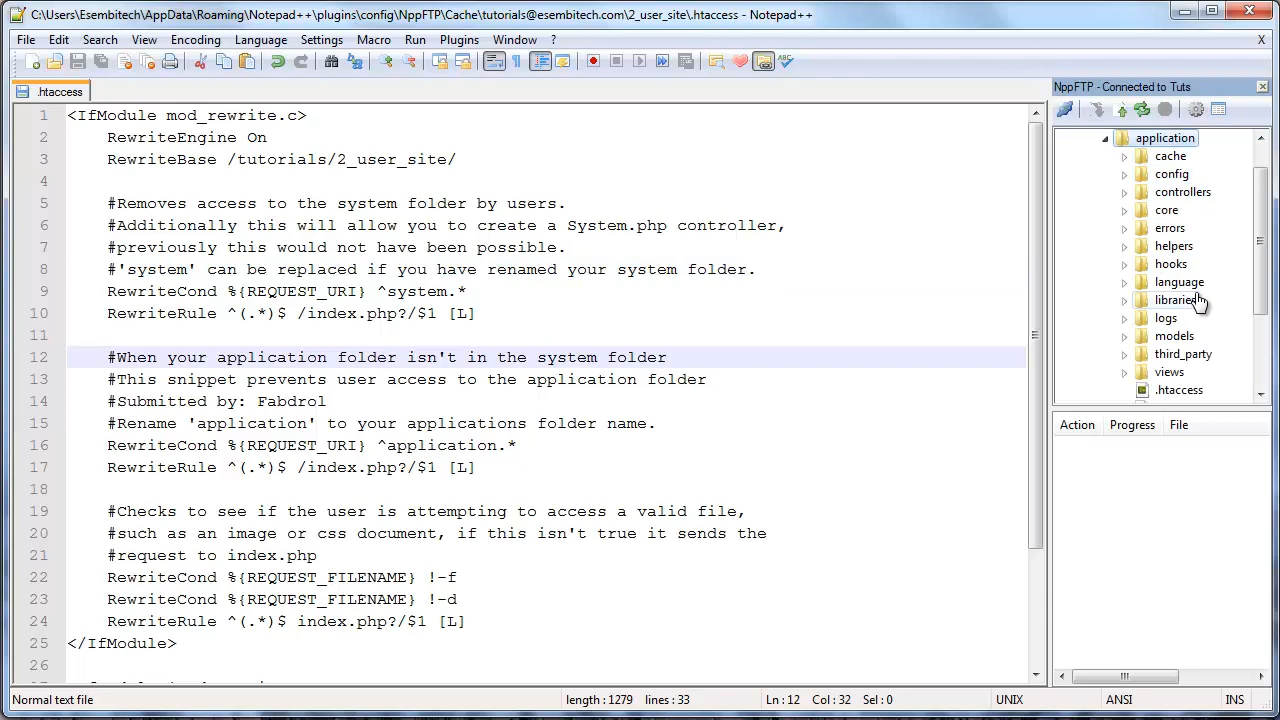 C:\Users\Esembitech\AppData\Roaming\Notepad++\plugins\config\NppFTP\Cache\tutorials@esembitech.com\2_user_site\.htaccess - Notepad++
File Edit Search View Encoding Language Settings Macro Run Plugins Window ? X
.htaccess
1 <IfModule mod_rewrite.c>
2 RewriteEngine On
3 RewriteBase /tutorials/2_user_site/
4
5 #Removes access to the system folder by users.
6 #Additionally this will allow you to create a System.php controller,
7 #previously this would not have been possible.
8 #'system' can be replaced if you have renamed your system folder.
9 RewriteCond %{REQUEST_URI} ^system.*
10 RewriteRule ^(.*)$ /index.php?/$1 [L]
11
12 #When your application folder isn't in the system folder
13 #This snippet prevents user access to the application folder
14 #Submitted by: Fabdrol
15 #Rename 'application' to your applications folder name.
16 RewriteCond %{REQUEST_URI} ^application.*
17 RewriteRule ^(.*)$ /index.php?/$1 [L]
18
19 #Checks to see if the user is attempting to access a valid file,
20 #such as an image or css document, if this isn't true it sends the
21 #request to index.php
22 RewriteCond %{REQUEST_FILENAME} !-f
23 RewriteCond %{REQUEST_FILENAME} !-d
24 RewriteRule ^(.*)$ index.php?/$1 [L]
25 </IfModule>
26
NppFTP - Connected to Tuts
application
cache
config
controllers
core
errors
helpers
hooks
language
libraries
logs
models
third_party
views
.htaccess
Action Progress File
Normal text file length : 1279 lines : 33 Ln : 12 Col : 32 Sel : 0 UNIX ANSI INS